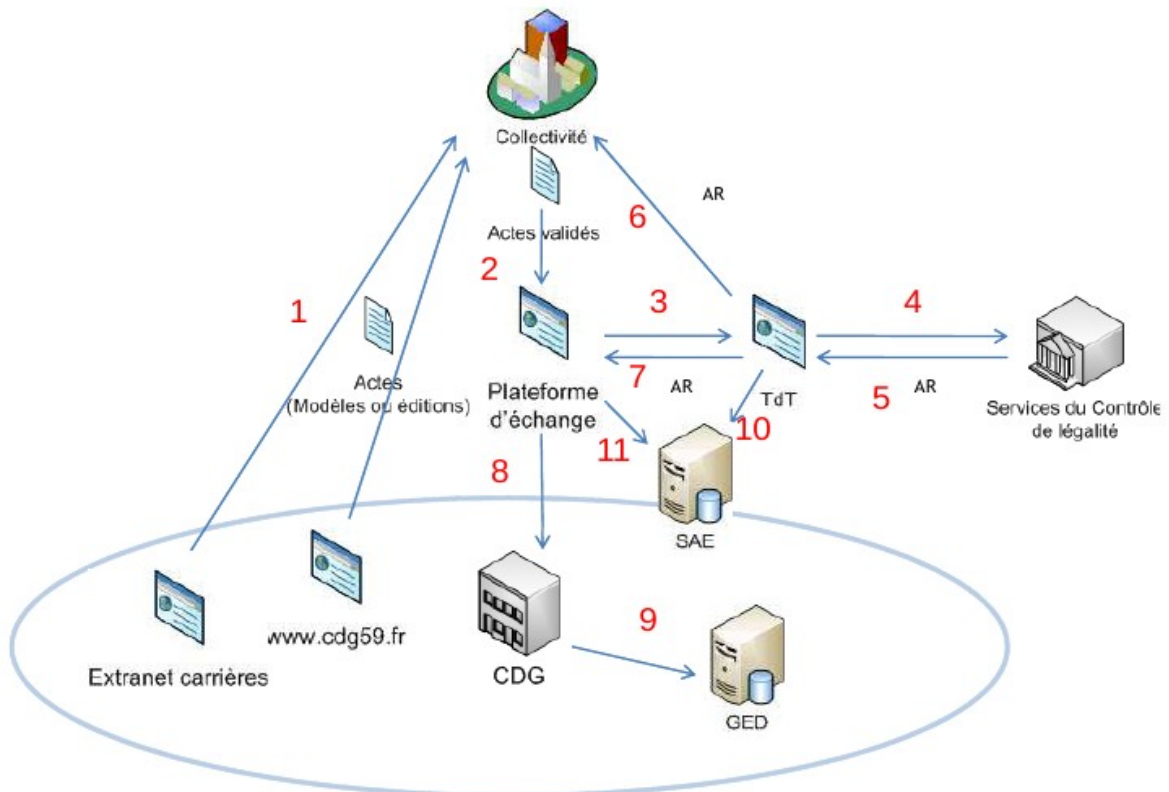 Collectivité
AR
6
Actes validés
2
3
4
1
Actes
(Modèles ou éditions)
7
AR
5
AR
Plateforme
d'échange
TdT
10
Services du Contrôle
de légalité
11
8
SAE
9
www.cdg59.fr
Extranet carrières
CDG
GED